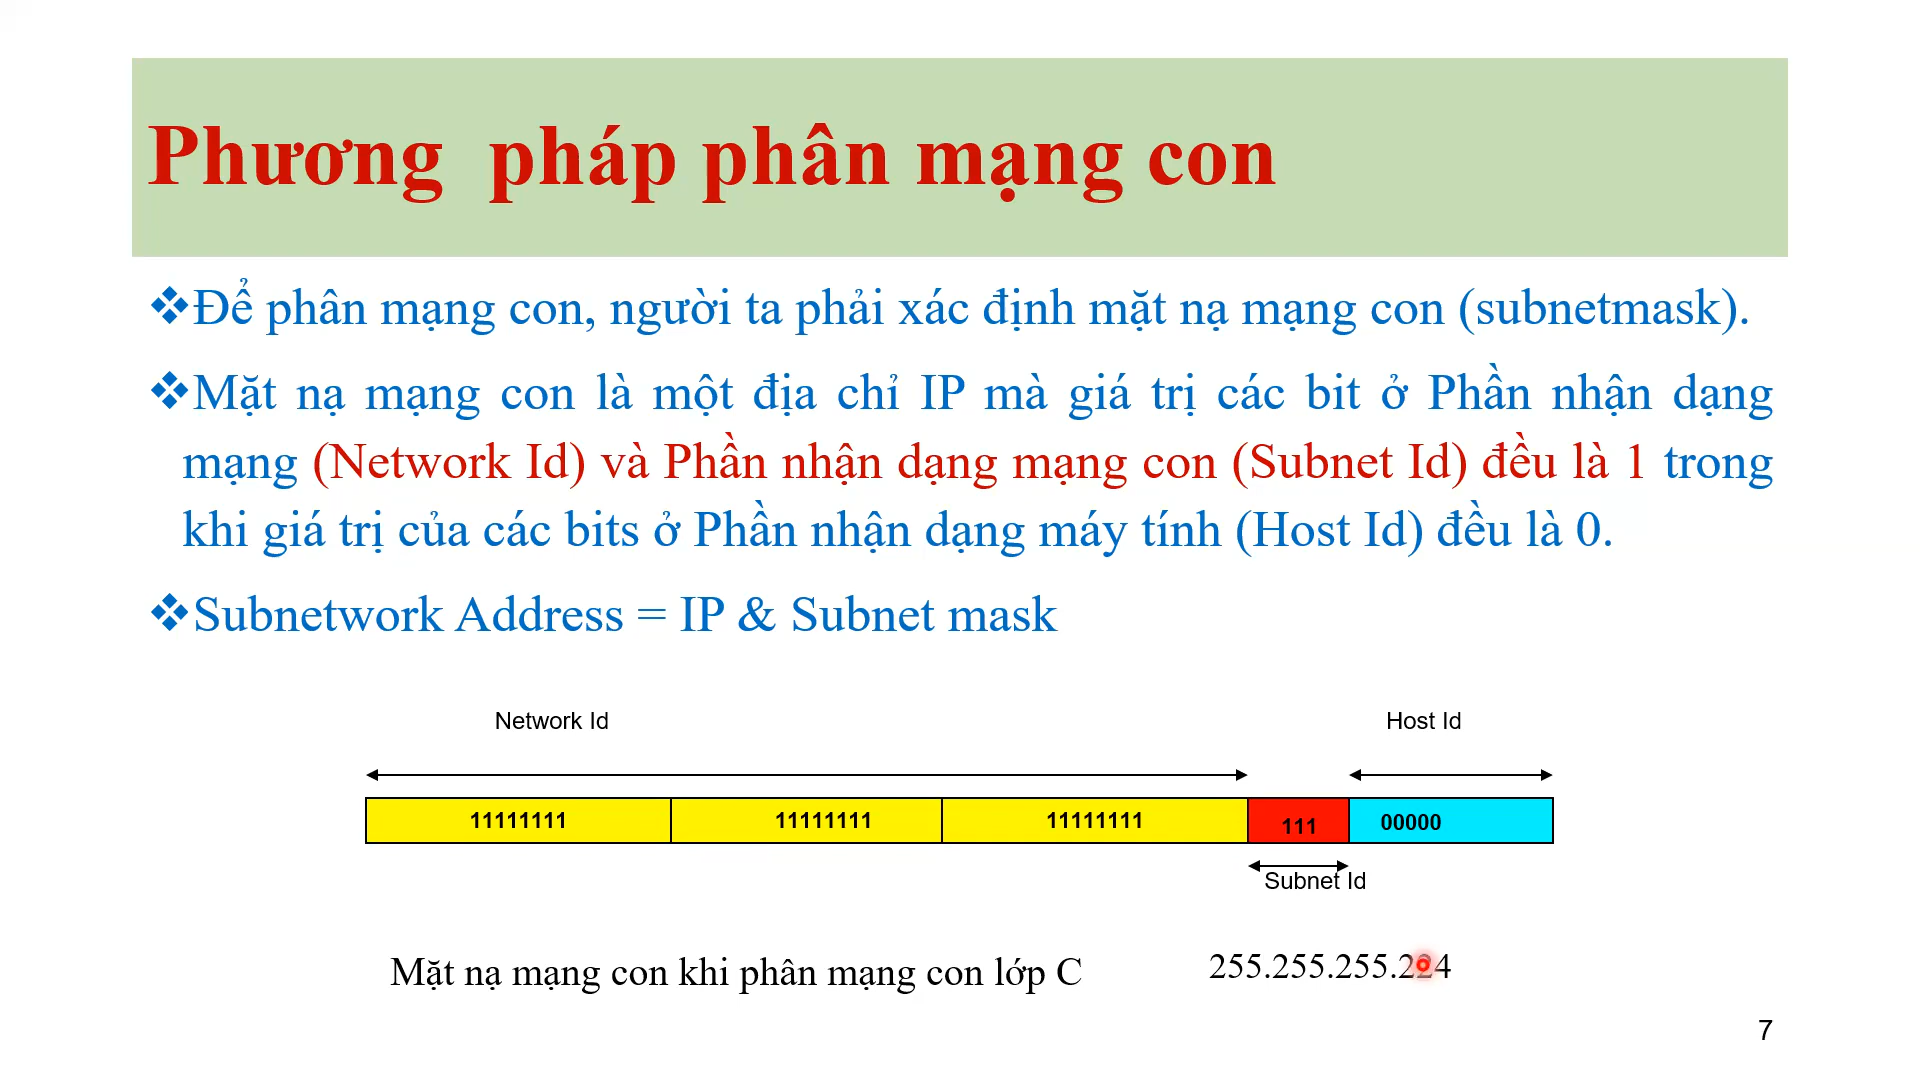 Phương pháp phân mạng con
❖Để phân mạng con, người ta phải xác định mặt nạ mạng con (subnetmask).
❖Mặt nạ mạng con là một địa chỉ IP mà giá trị các bit ở Phần nhận dạng
mạng (Network Id) và Phần nhận dạng mạng con (Subnet Id) đều là 1 trong
khi giá trị của các bits ở Phần nhận dạng máy tính (Host Id) đều là 0.
❖Subnetwork Address = IP & Subnet mask
Network Id Host Id
11111111 11111111 11111111 111 00000
Subnet Id
Mặt nạ mạng con khi phân mạng con lớp C 255.255.255.224
7